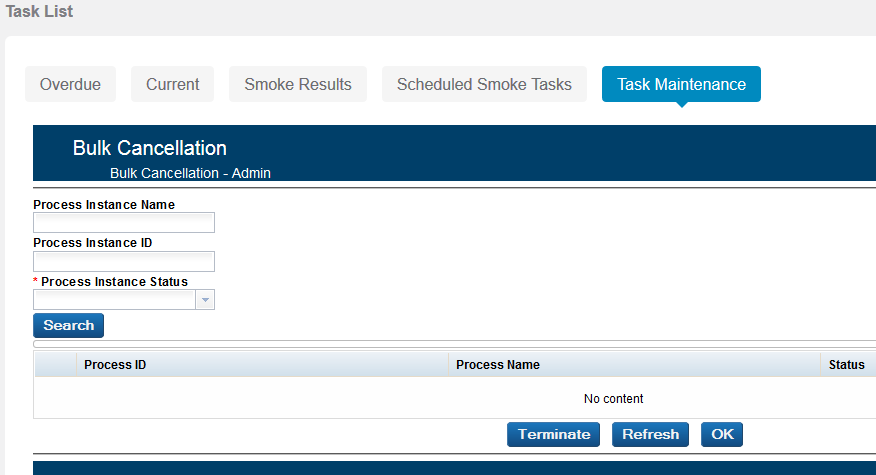 Task List
Overdue Current Smoke Results Scheduled Smoke Tasks Task Maintenance
Bulk Cancellation
Bulk Cancellation - Admin
Process Instance Name
Process Instance ID
* Process Instance Status
Search
Process ID Process Name Status
No content
Terminate Refresh OK